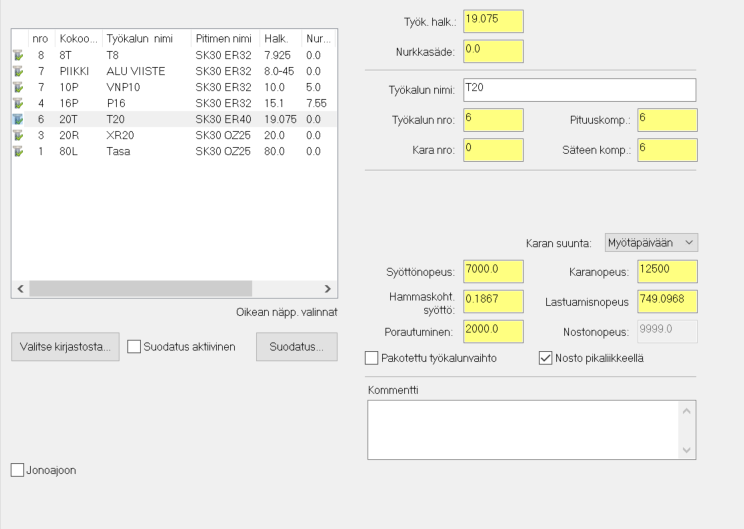 nro Kokoo... Työkalun nimi Pitimen nimi Halk. Nur...
8 8T T8 SK30 ER32 7.925 0.0
7 PIIKKI ALU VIISTE SK30 ER32 8.0-45 0.0
7 10P VNP10 SK30 ER32 10.0 5.0
4 16P P16 SK30 ER32 15.1 7.55
6 20T T20 SK30 ER40 19.075 0.0
3 20R XR20 SK30 OZ25 20.0 0.0
1 80L Tasa SK30 OZ25 80.0 0.0
Oikean näpp. valinnat
Valitse kirjastosta... Suodatus aktiivinen Suodatus...
Jonoajoon
Työk. halk.: 19.075
Nurkkasäde: 0.0
Työkalun nimi: T20
Työkalun nro: 6 Pituuskomp.: 6
Kara nro: 0 Säteen komp.: 6
Karan suunta: Myötäpäivään
Syöttönopeus: 7000.0 Karanopeus: 12500
Hammaskoht. syöttö: 0.1867 Lastuamisnopeus 749.0968
Porautuminen: 2000.0 Nostonopeus: 9999.0
Pakotettu työkalunvaihto Nosto pikaliikkeellä
Kommentti